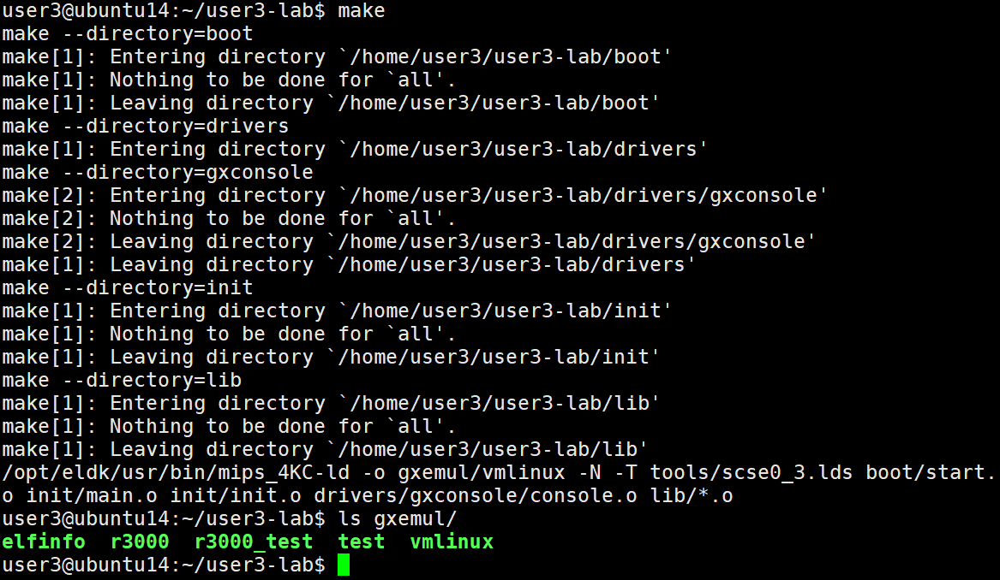 user3@ubuntu14:~/user3-lab$ make
make --directory=boot
make[1]: Entering directory `/home/user3/user3-lab/boot'
make[1]: Nothing to be done for `all'.
make[1]: Leaving directory `/home/user3/user3-lab/boot'
make --directory=drivers
make[1]: Entering directory `/home/user3/user3-lab/drivers'
make --directory=gxconsole
make[2]: Entering directory `/home/user3/user3-lab/drivers/gxconsole'
make[2]: Nothing to be done for `all'.
make[2]: Leaving directory `/home/user3/user3-lab/drivers/gxconsole'
make[1]: Leaving directory `/home/user3/user3-lab/drivers'
make --directory=init
make[1]: Entering directory `/home/user3/user3-lab/init'
make[1]: Nothing to be done for `all'.
make[1]: Leaving directory `/home/user3/user3-lab/init'
make --directory=lib
make[1]: Entering directory `/home/user3/user3-lab/lib'
make[1]: Nothing to be done for `all'.
make[1]: Leaving directory `/home/user3/user3-lab/lib'
/opt/eldk/usr/bin/mips_4KC-ld -o gxemul/vmlinux -N -T tools/scse0_3.lds boot/start.
o init/main.o init/init.o drivers/gxconsole/console.o lib/*.o
user3@ubuntu14:~/user3-lab$ ls gxemul/
elfinfo  r3000  r3000_test  test  vmlinux
user3@ubuntu14:~/user3-lab$